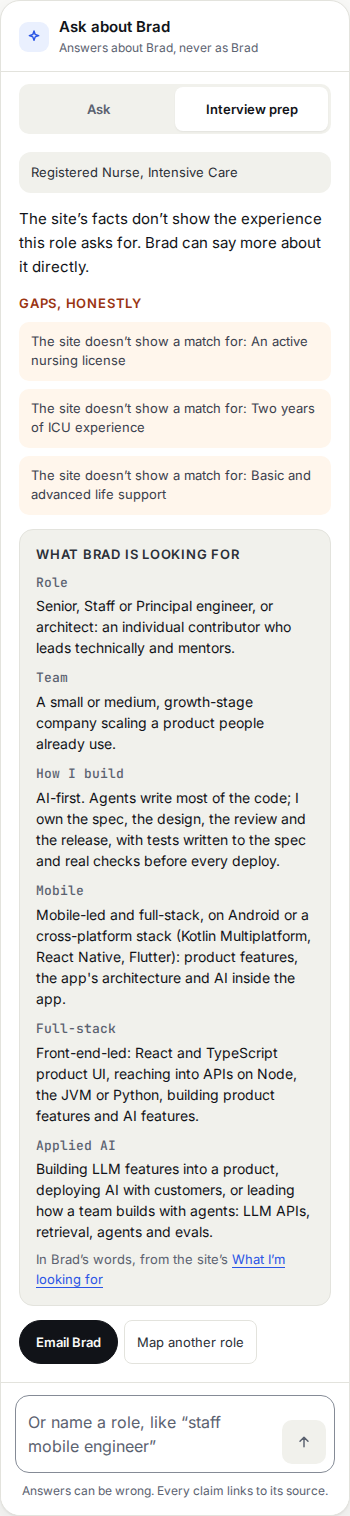 Ask about Brad
Answers about Brad, never as Brad
Ask
Interview prep
Registered Nurse, Intensive Care
The site’s facts don’t show the experience
this role asks for. Brad can say more about
it directly.
GAPS, HONESTLY
The site doesn’t show a match for: An active
nursing license
The site doesn’t show a match for: Two years
of ICU experience
The site doesn’t show a match for: Basic and
advanced life support
WHAT BRAD IS LOOKING FOR
Role
Senior, Staff or Principal engineer, or
architect: an individual contributor who
leads technically and mentors.
Team
A small or medium, growth-stage
company scaling a product people
already use.
How I build
AI-first. Agents write most of the code; I
own the spec, the design, the review and
the release, with tests written to the spec
and real checks before every deploy.
Mobile
Mobile-led and full-stack, on Android or a
cross-platform stack (Kotlin Multiplatform,
React Native, Flutter): product features,
the app's architecture and AI inside the
app.
Full-stack
Front-end-led: React and TypeScript
product UI, reaching into APIs on Node,
the JVM or Python, building product
features and AI features.
Applied AI
Building LLM features into a product,
deploying AI with customers, or leading
how a team builds with agents: LLM APIs,
retrieval, agents and evals.
In Brad’s words, from the site’s What I’m
looking for
Email Brad
Map another role
Or name a role, like “staff
mobile engineer”
Answers can be wrong. Every claim links to its source.